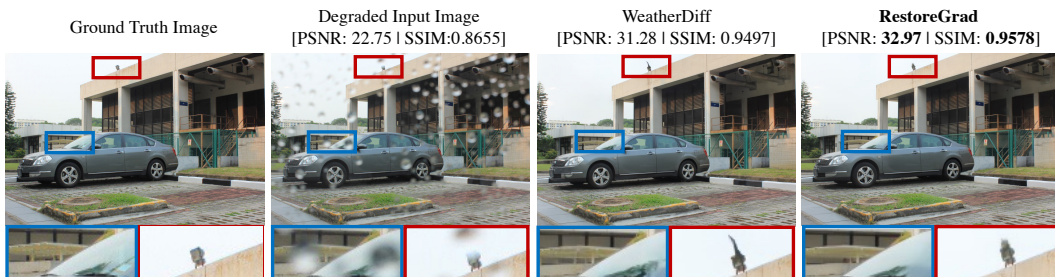 Ground Truth Image
Degraded Input Image
[PSNR: 22.75 | SSIM:0.8655]
WeatherDiff
[PSNR: 31.28 | SSIM: 0.9497]
RestoreGrad
[PSNR: 32.97 | SSIM: 0.9578]